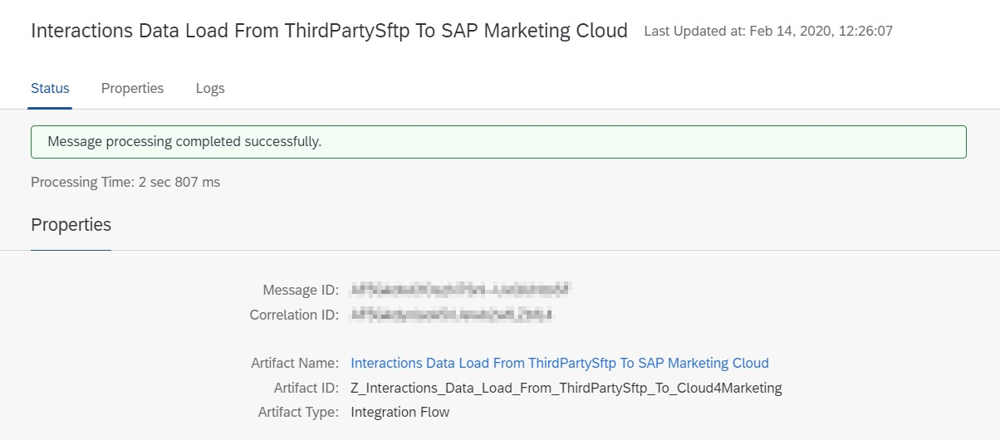 Interactions Data Load From ThirdPartySftp To SAP Marketing Cloud Last Updated at: Feb 14, 2020, 12:26:07
Status Properties Logs
Message processing completed successfully.
Processing Time: 2 sec 807 ms
Properties
Message ID:
Correlation ID:
Artifact Name: Interactions Data Load From ThirdPartySftp To SAP Marketing Cloud
Artifact ID: Z_Interactions_Data_Load_From_ThirdPartySftp_To_Cloud4Marketing
Artifact Type: Integration Flow